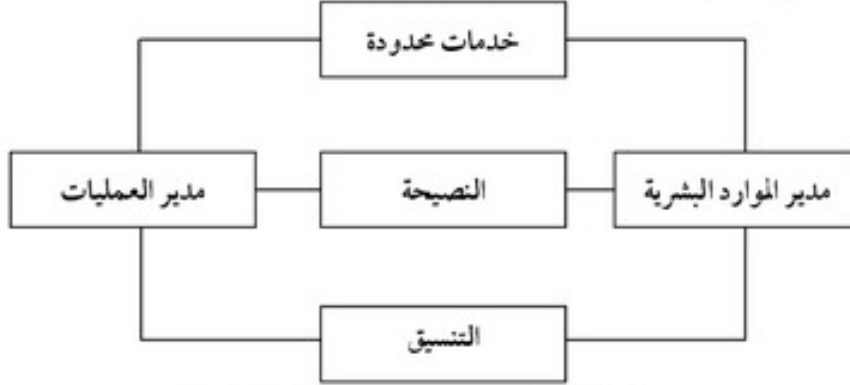 خدمات محدودة
مدير الموارد البشرية
النصيحة
مدير العمليات
التنسيق